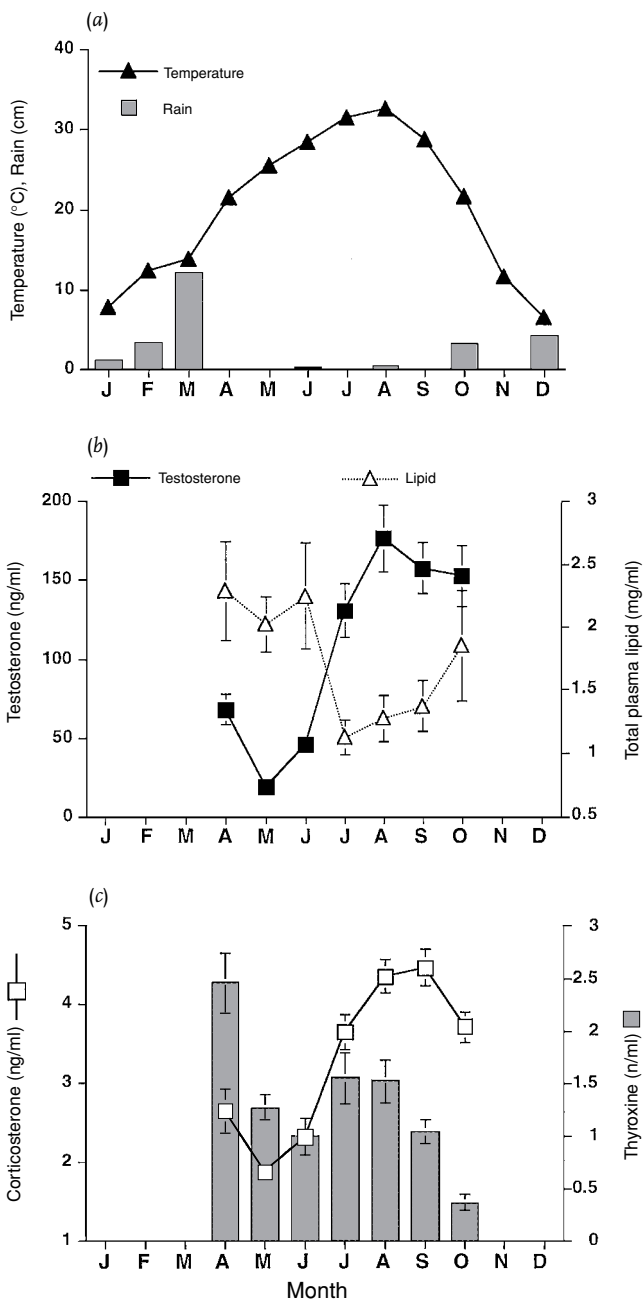 (a)
40
30
20
10
0
Temperature (°C), Rain (cm)
Temperature
Rain
J F M A M J J A S O N D
(b)
Testosterone
Lipid
200
150
100
50
0
Testosterone (ng/ml)
3
2.5
2
1.5
1
0.5
Total plasma lipid (mg/ml)
J F M A M J J A S O N D
(c)
5
4
3
2
1
Corticosterone (ng/ml)
3
2.5
2
1.5
1
0.5
0
Thyroxine (n/ml)
J F M A M J J A S O N D
Month